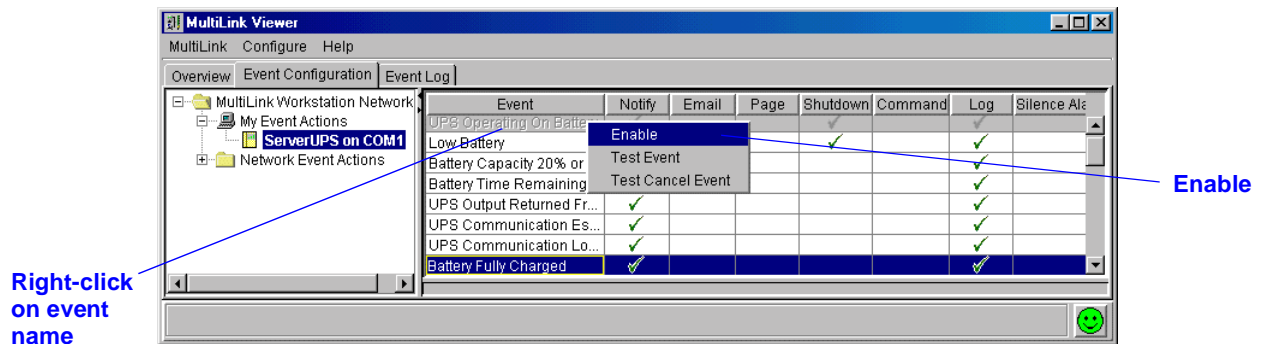 MultiLink Viewer
MultiLink Configure Help
Overview Event Configuration Event Log
MultiLink Workstation Network
My Event Actions
ServerUPS on COM1
Network Event Actions
Event Notify Email Page Shutdown Command Log Silence Ala
UPS Operating On Batte
Low Battery
Battery Capacity 20% or
Battery Time Remaining
UPS Output Returned Fr...
UPS Communication Es...
UPS Communication Lo...
Battery Fully Charged
Enable
Test Event
Test Cancel Event
Enable
Right-click
on event
name